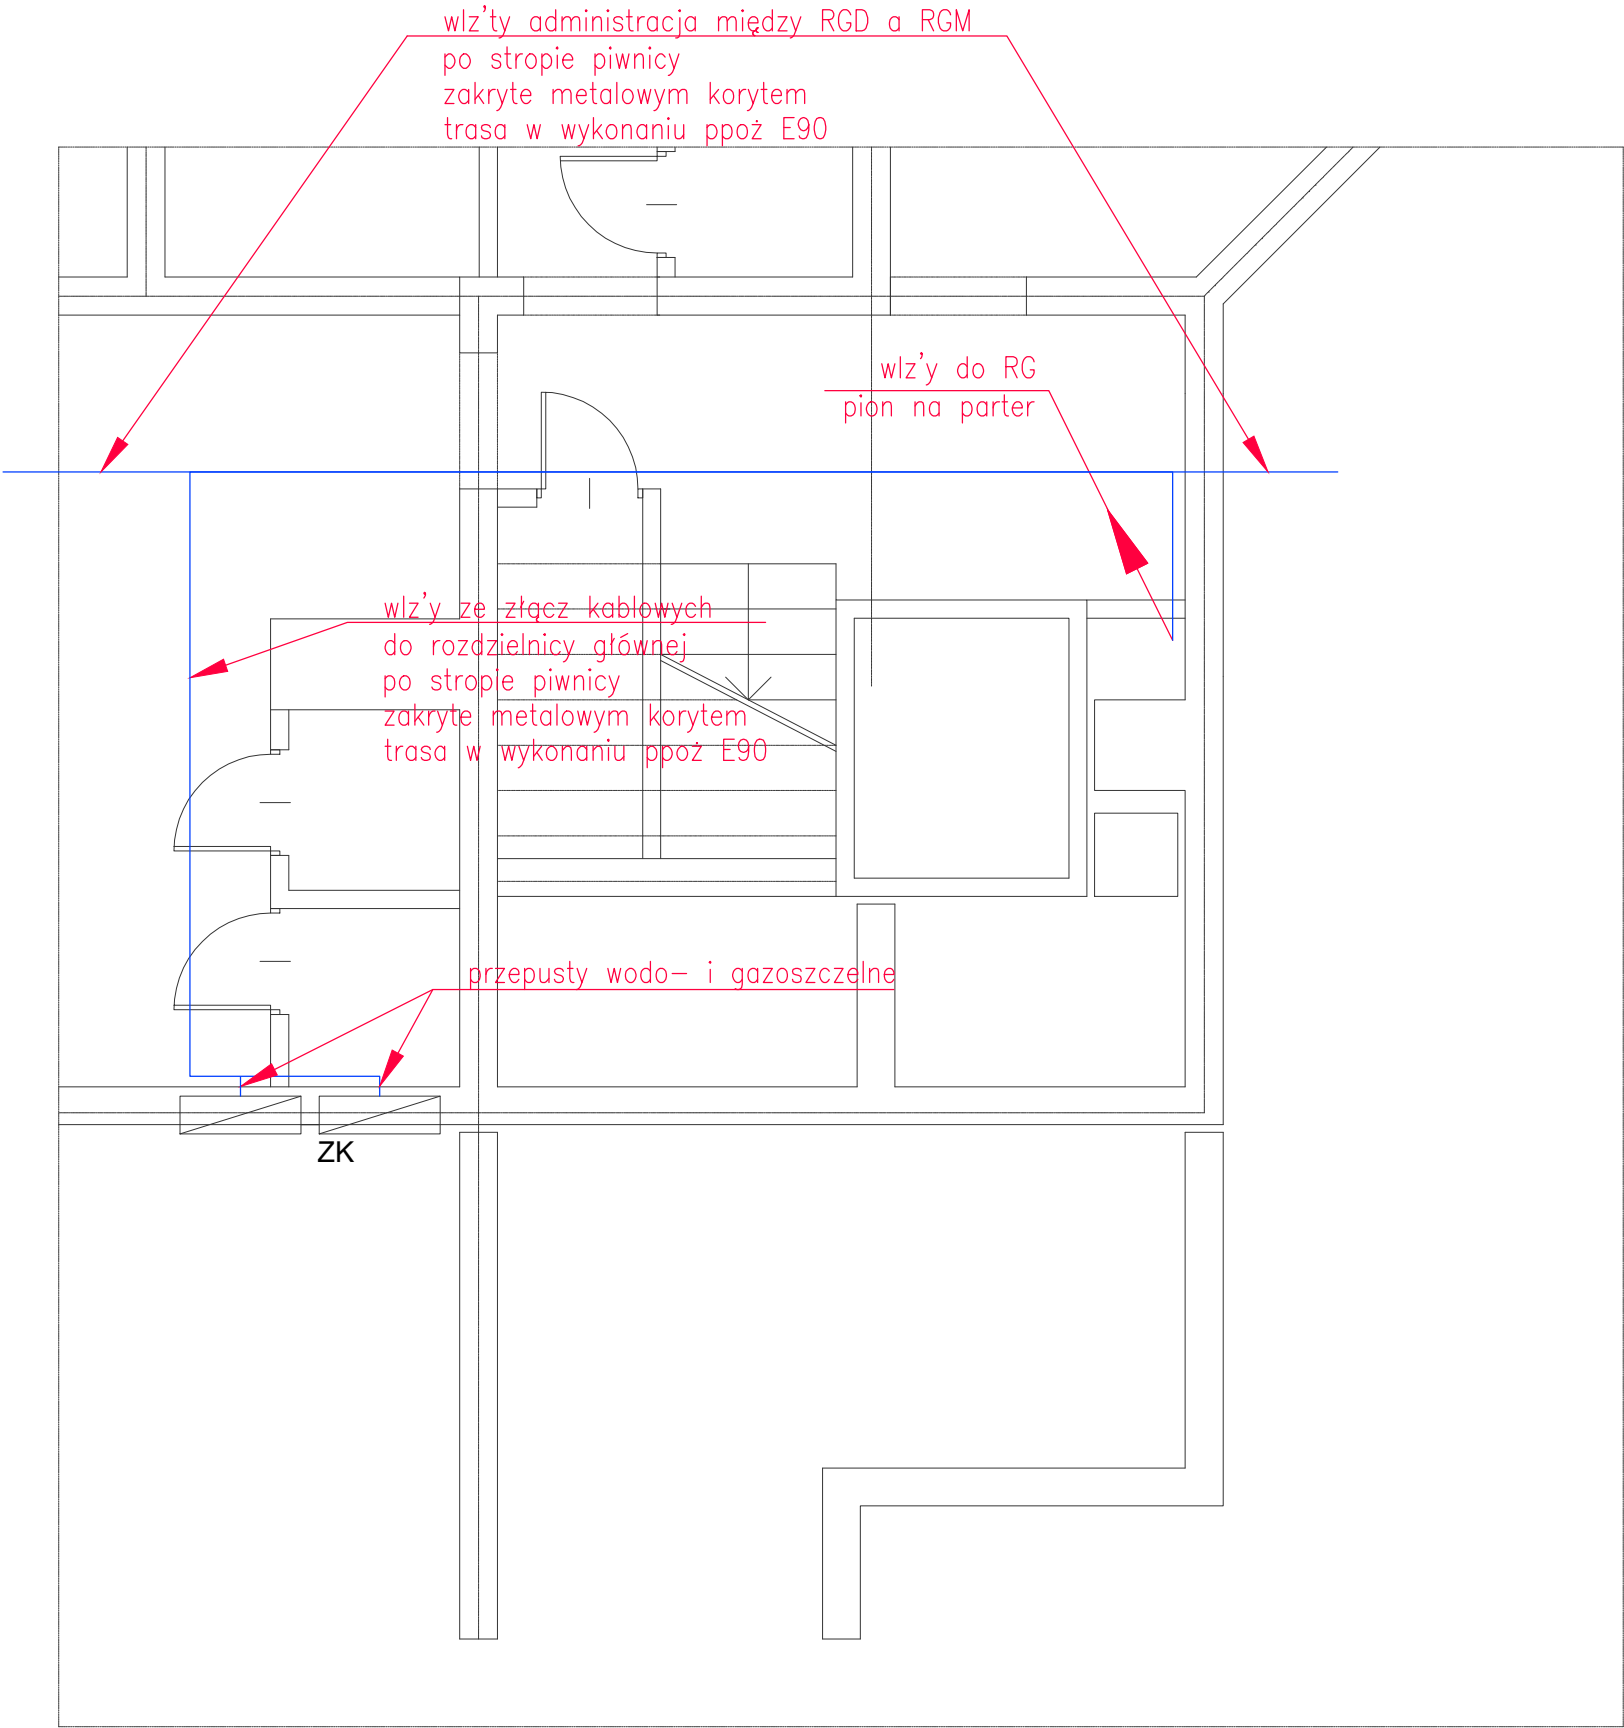 wlz'ty administracja między RGD a RGM
po stropie piwnicy
zakryte metalowym korytem
trasa w wykonaniu ppoż E90
wlz'y do RG
pion na parter
wlz'y ze złącz kablowych
do rozdzielnicy głównej
po stropie piwnicy
zakryte metalowym korytem
trasa w wykonaniu ppoż E90
przepusty wodo- i gazoszczelne
ZK